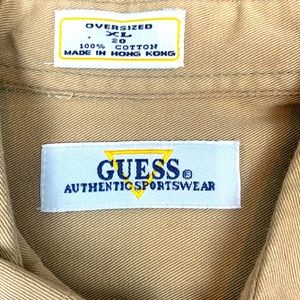 OVERSIZED
XL
20
100% COTTON
MADE IN HONG KONG
GUESS®
AUTHENTIC SPORTSWEAR